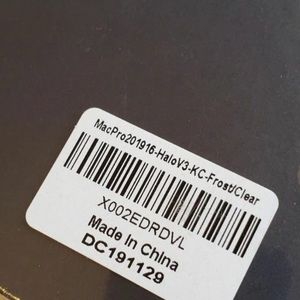 MacPro201916-HaloV3-KC-Frost/Clear
X002EDRDVL
Made in China
DC191129